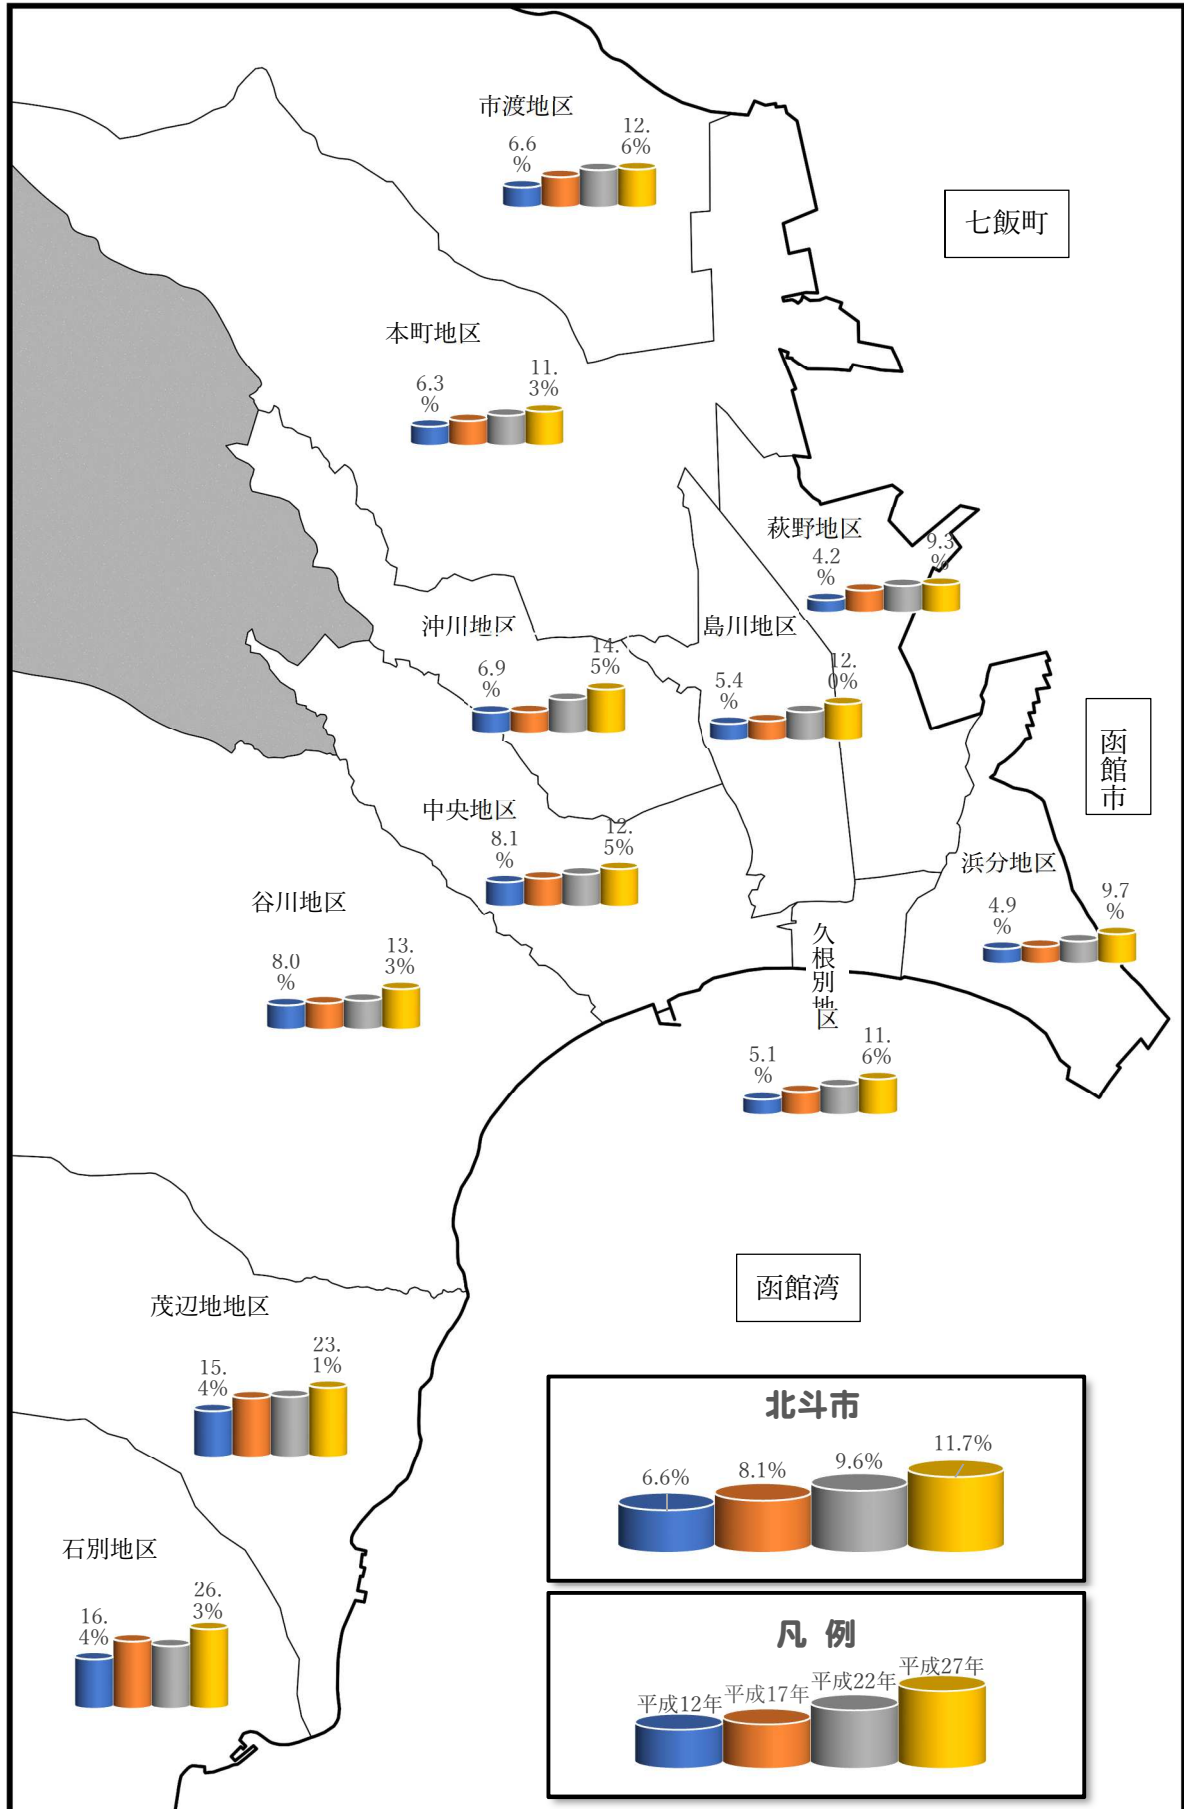 市渡地区
6.6
%
12.
6%
七飯町
本町地区
6.3
%
11.
3%
萩野地区
4.2
%
9.3
%
沖川地区
6.9
%
14.
5%
島川地区
5.4
%
12.
0%
函館市
中央地区
8.1
%
12.
5%
浜分地区
4.9
%
9.7
%
谷川地区
8.0
%
13.
3%
久根別地区
5.1
%
11.
6%
函館湾
茂辺地地区
15.
4%
23.
1%
石別地区
16.
4%
26.
3%
北斗市
6.6%
8.1%
9.6%
11.7%
凡 例
平成12年
平成17年
平成22年
平成27年